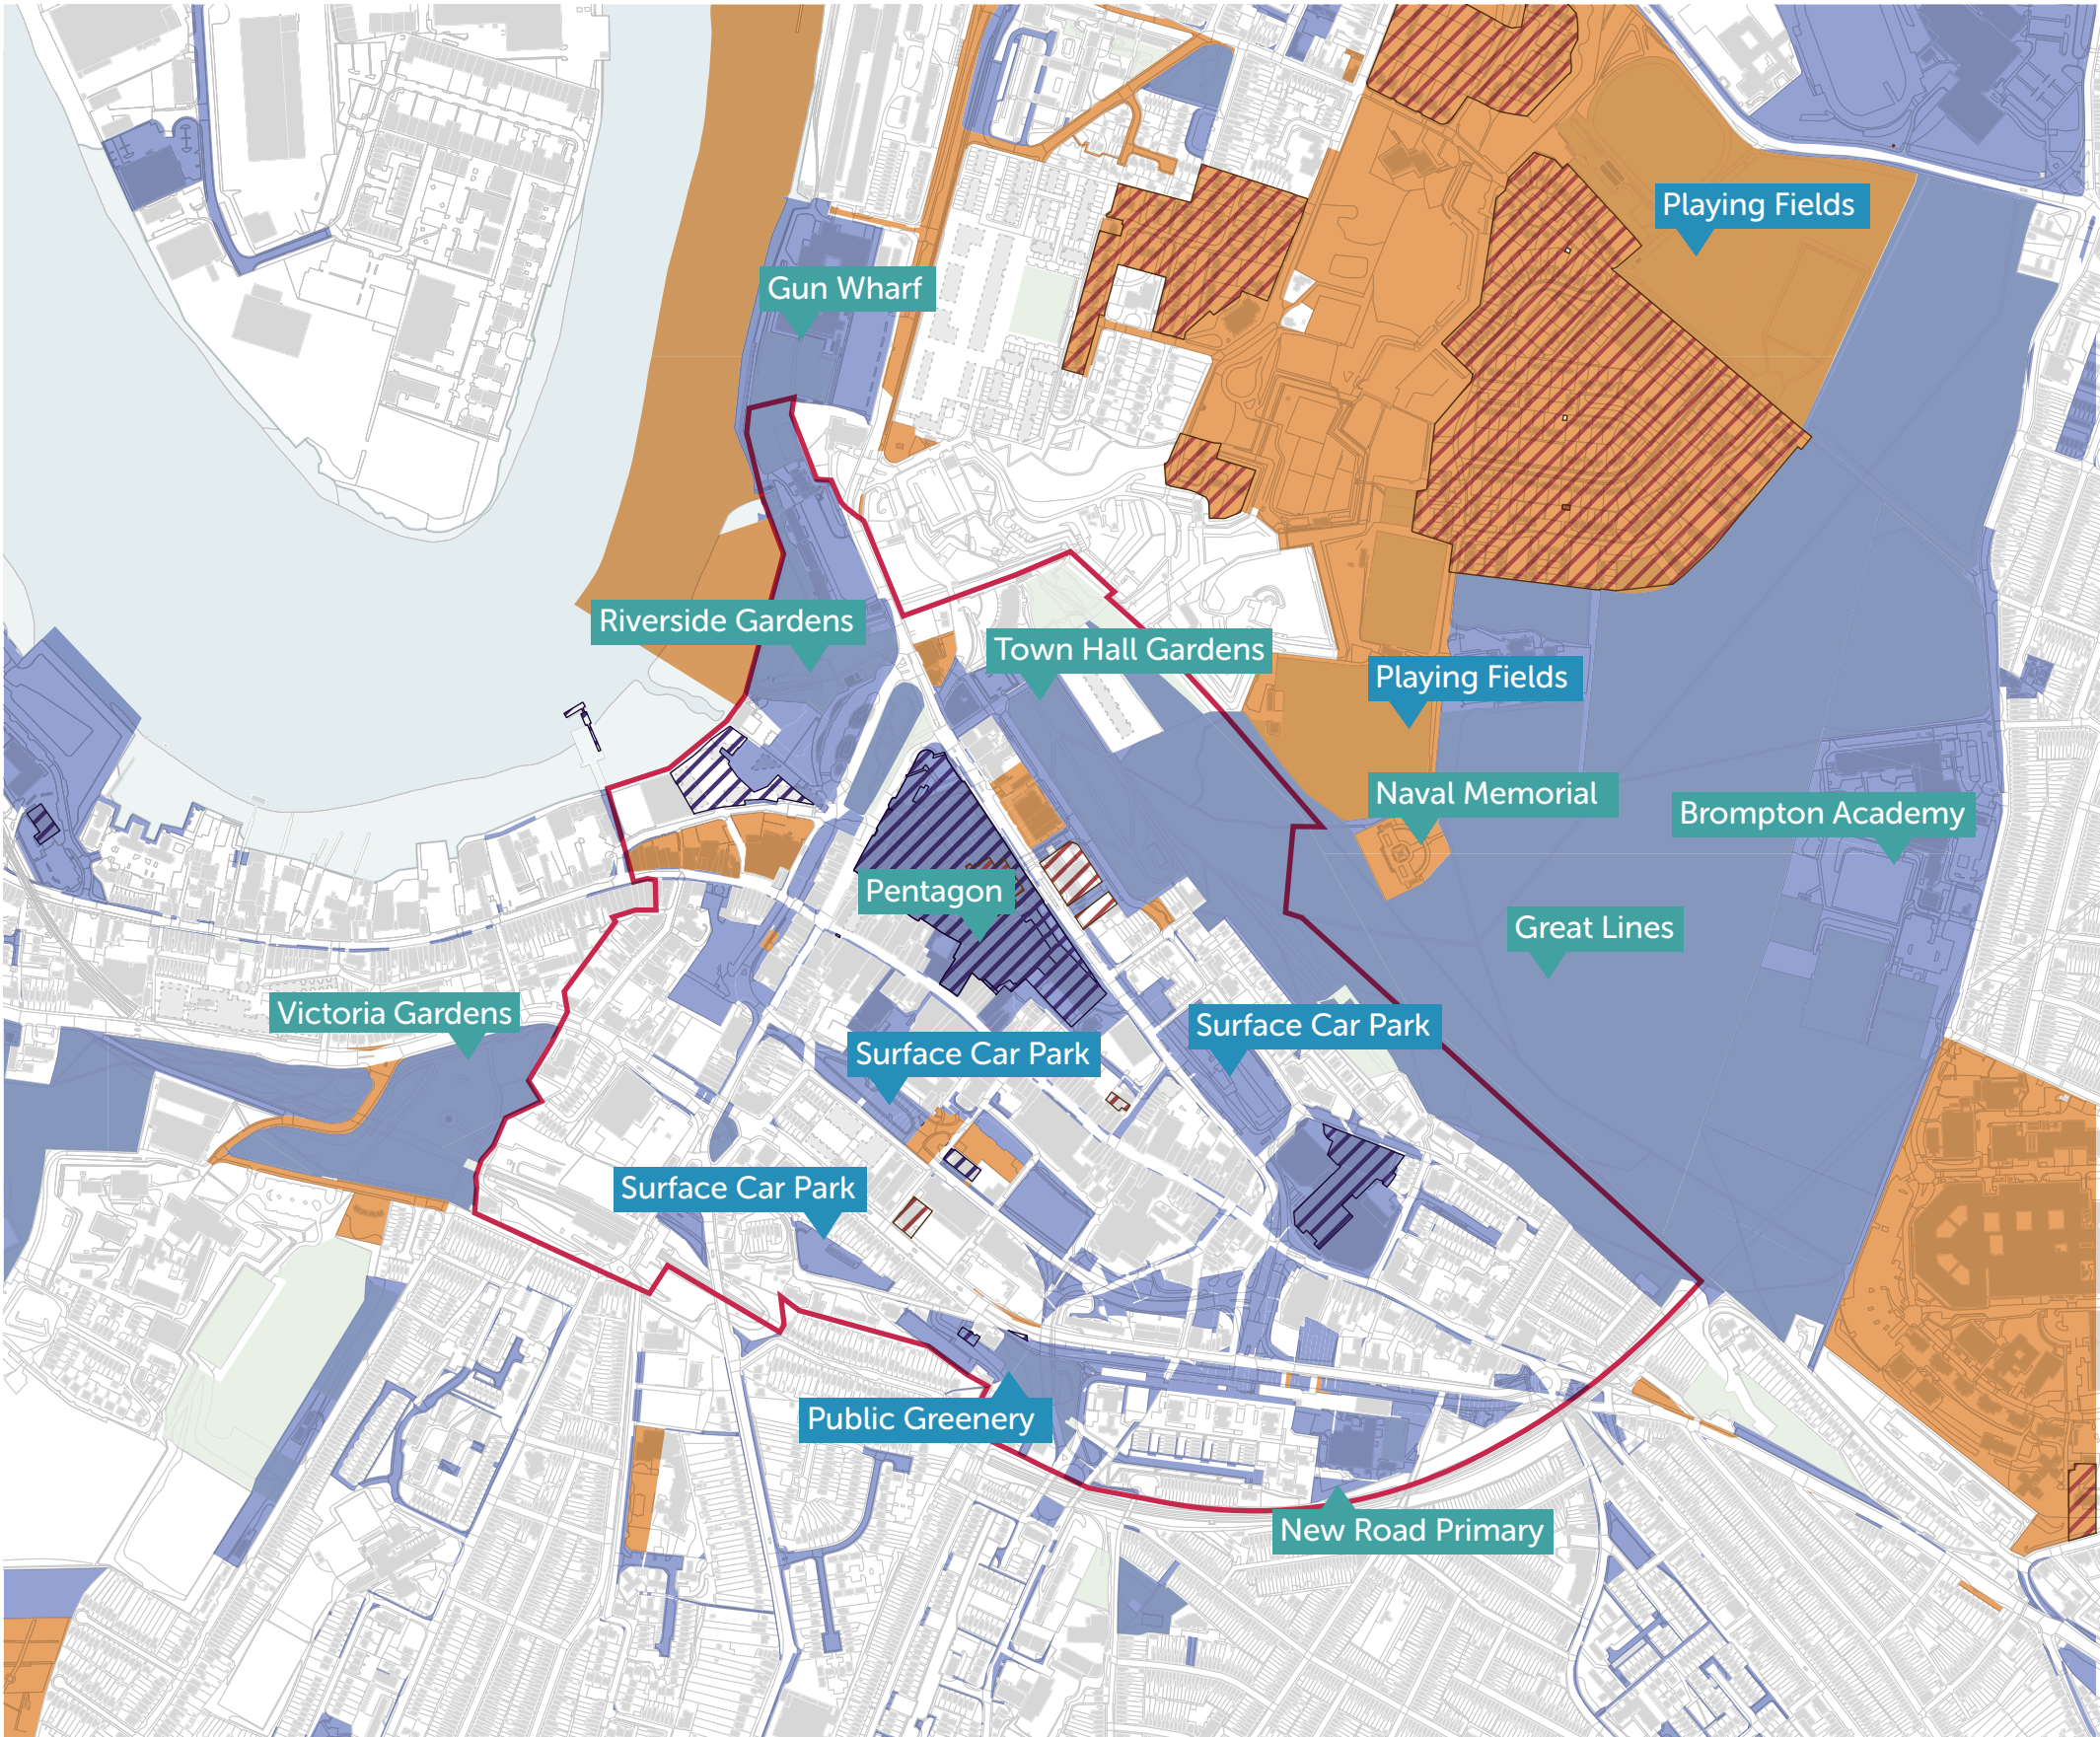 Playing Fields
Gun Wharf
Riverside Gardens
Town Hall Gardens
Playing Fields
Naval Memorial
Brompton Academy
Pentagon
Great Lines
Victoria Gardens
Surface Car Park
Surface Car Park
Surface Car Park
Public Greenery
New Road Primary